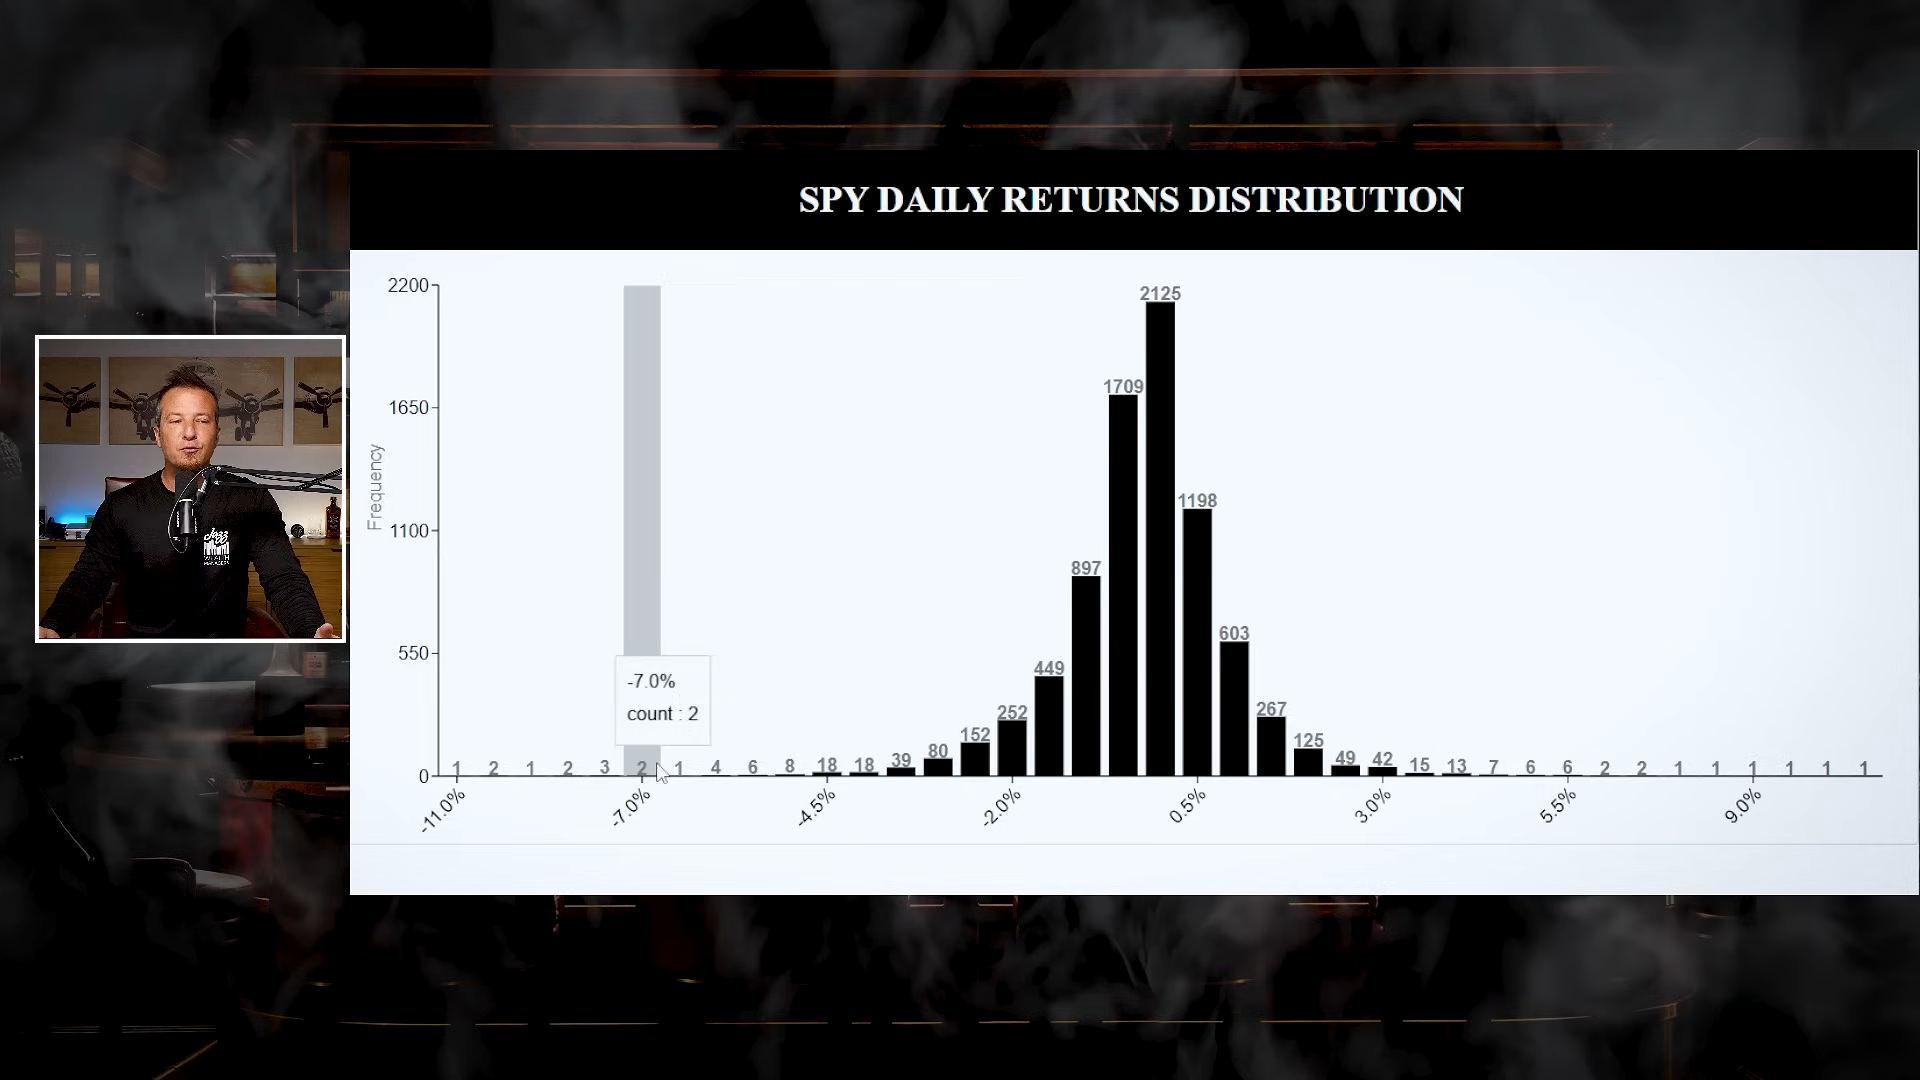 SPY DAILY RETURNS DISTRIBUTION
2200
1650
1100
550
0
Frequency
1 2 1 2 3 2 1 4 6 8 18 18 39 80 152 252 449 897 1709 2125 1198 603 267 125 49 42 15 13 7 6 6 2 2 1 1 1 1 1 1
-7.0%
count : 2
-11.0% -7.0% -4.5% -2.0% 0.5% 3.0% 5.5% 9.0%
Jazz
WEALTH
MANAGERS